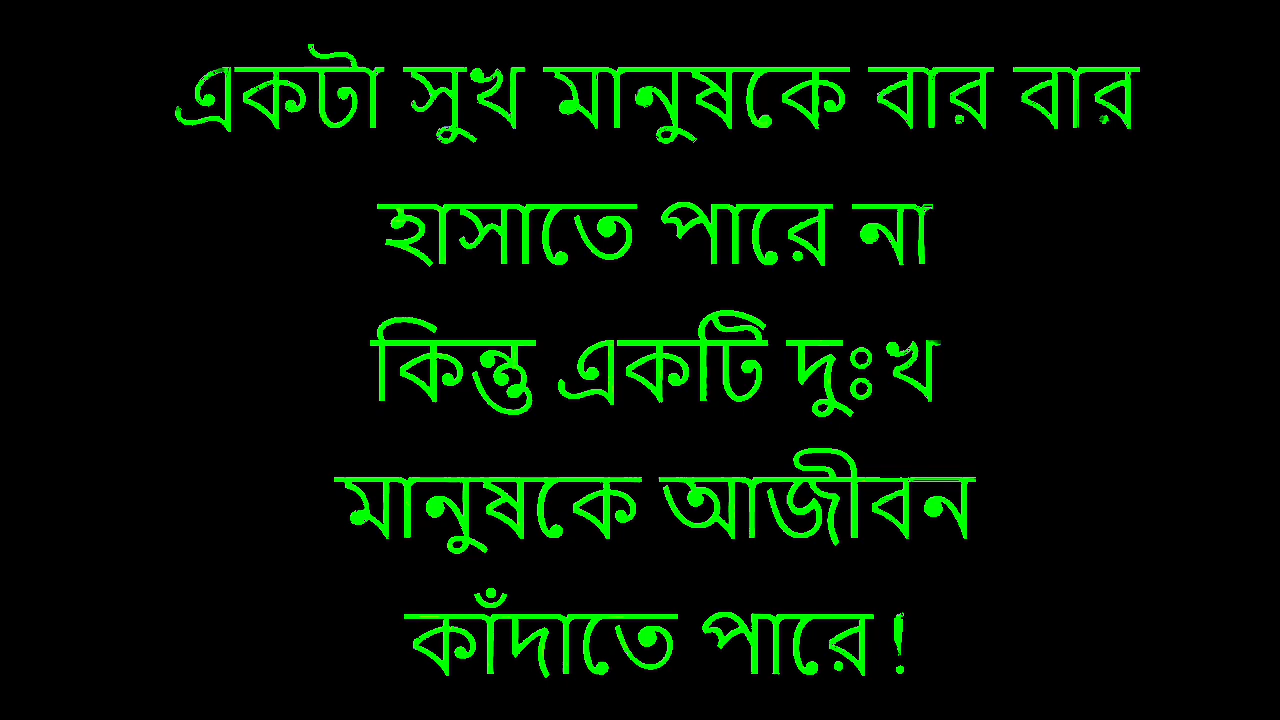 একটা সুখ মানুষকে বার বার
হাসাতে পারে না
কিন্তু একটি দুঃখ
মানুষকে আজীবন
কাঁদাতে পারে !